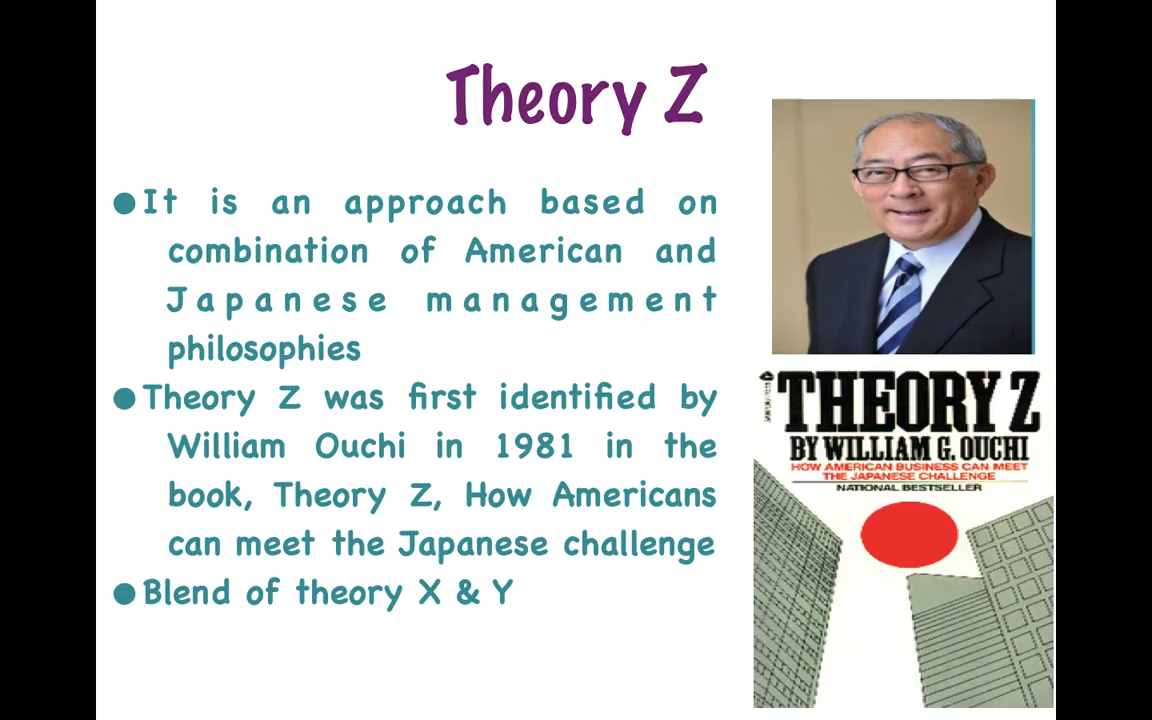 Theory Z
●It is an approach based on
combination of American and
Japanese management
philosophies
●Theory Z was first identified by
William Ouchi in 1981 in the
book, Theory Z, How Americans
can meet the Japanese challenge
●Blend of theory X & Y
THEORY Z
BY WILLIAM G. OUCHI
HOW AMERICAN BUSINESS CAN MEET
THE JAPANESE CHALLENGE
NATIONAL BESTSELLER